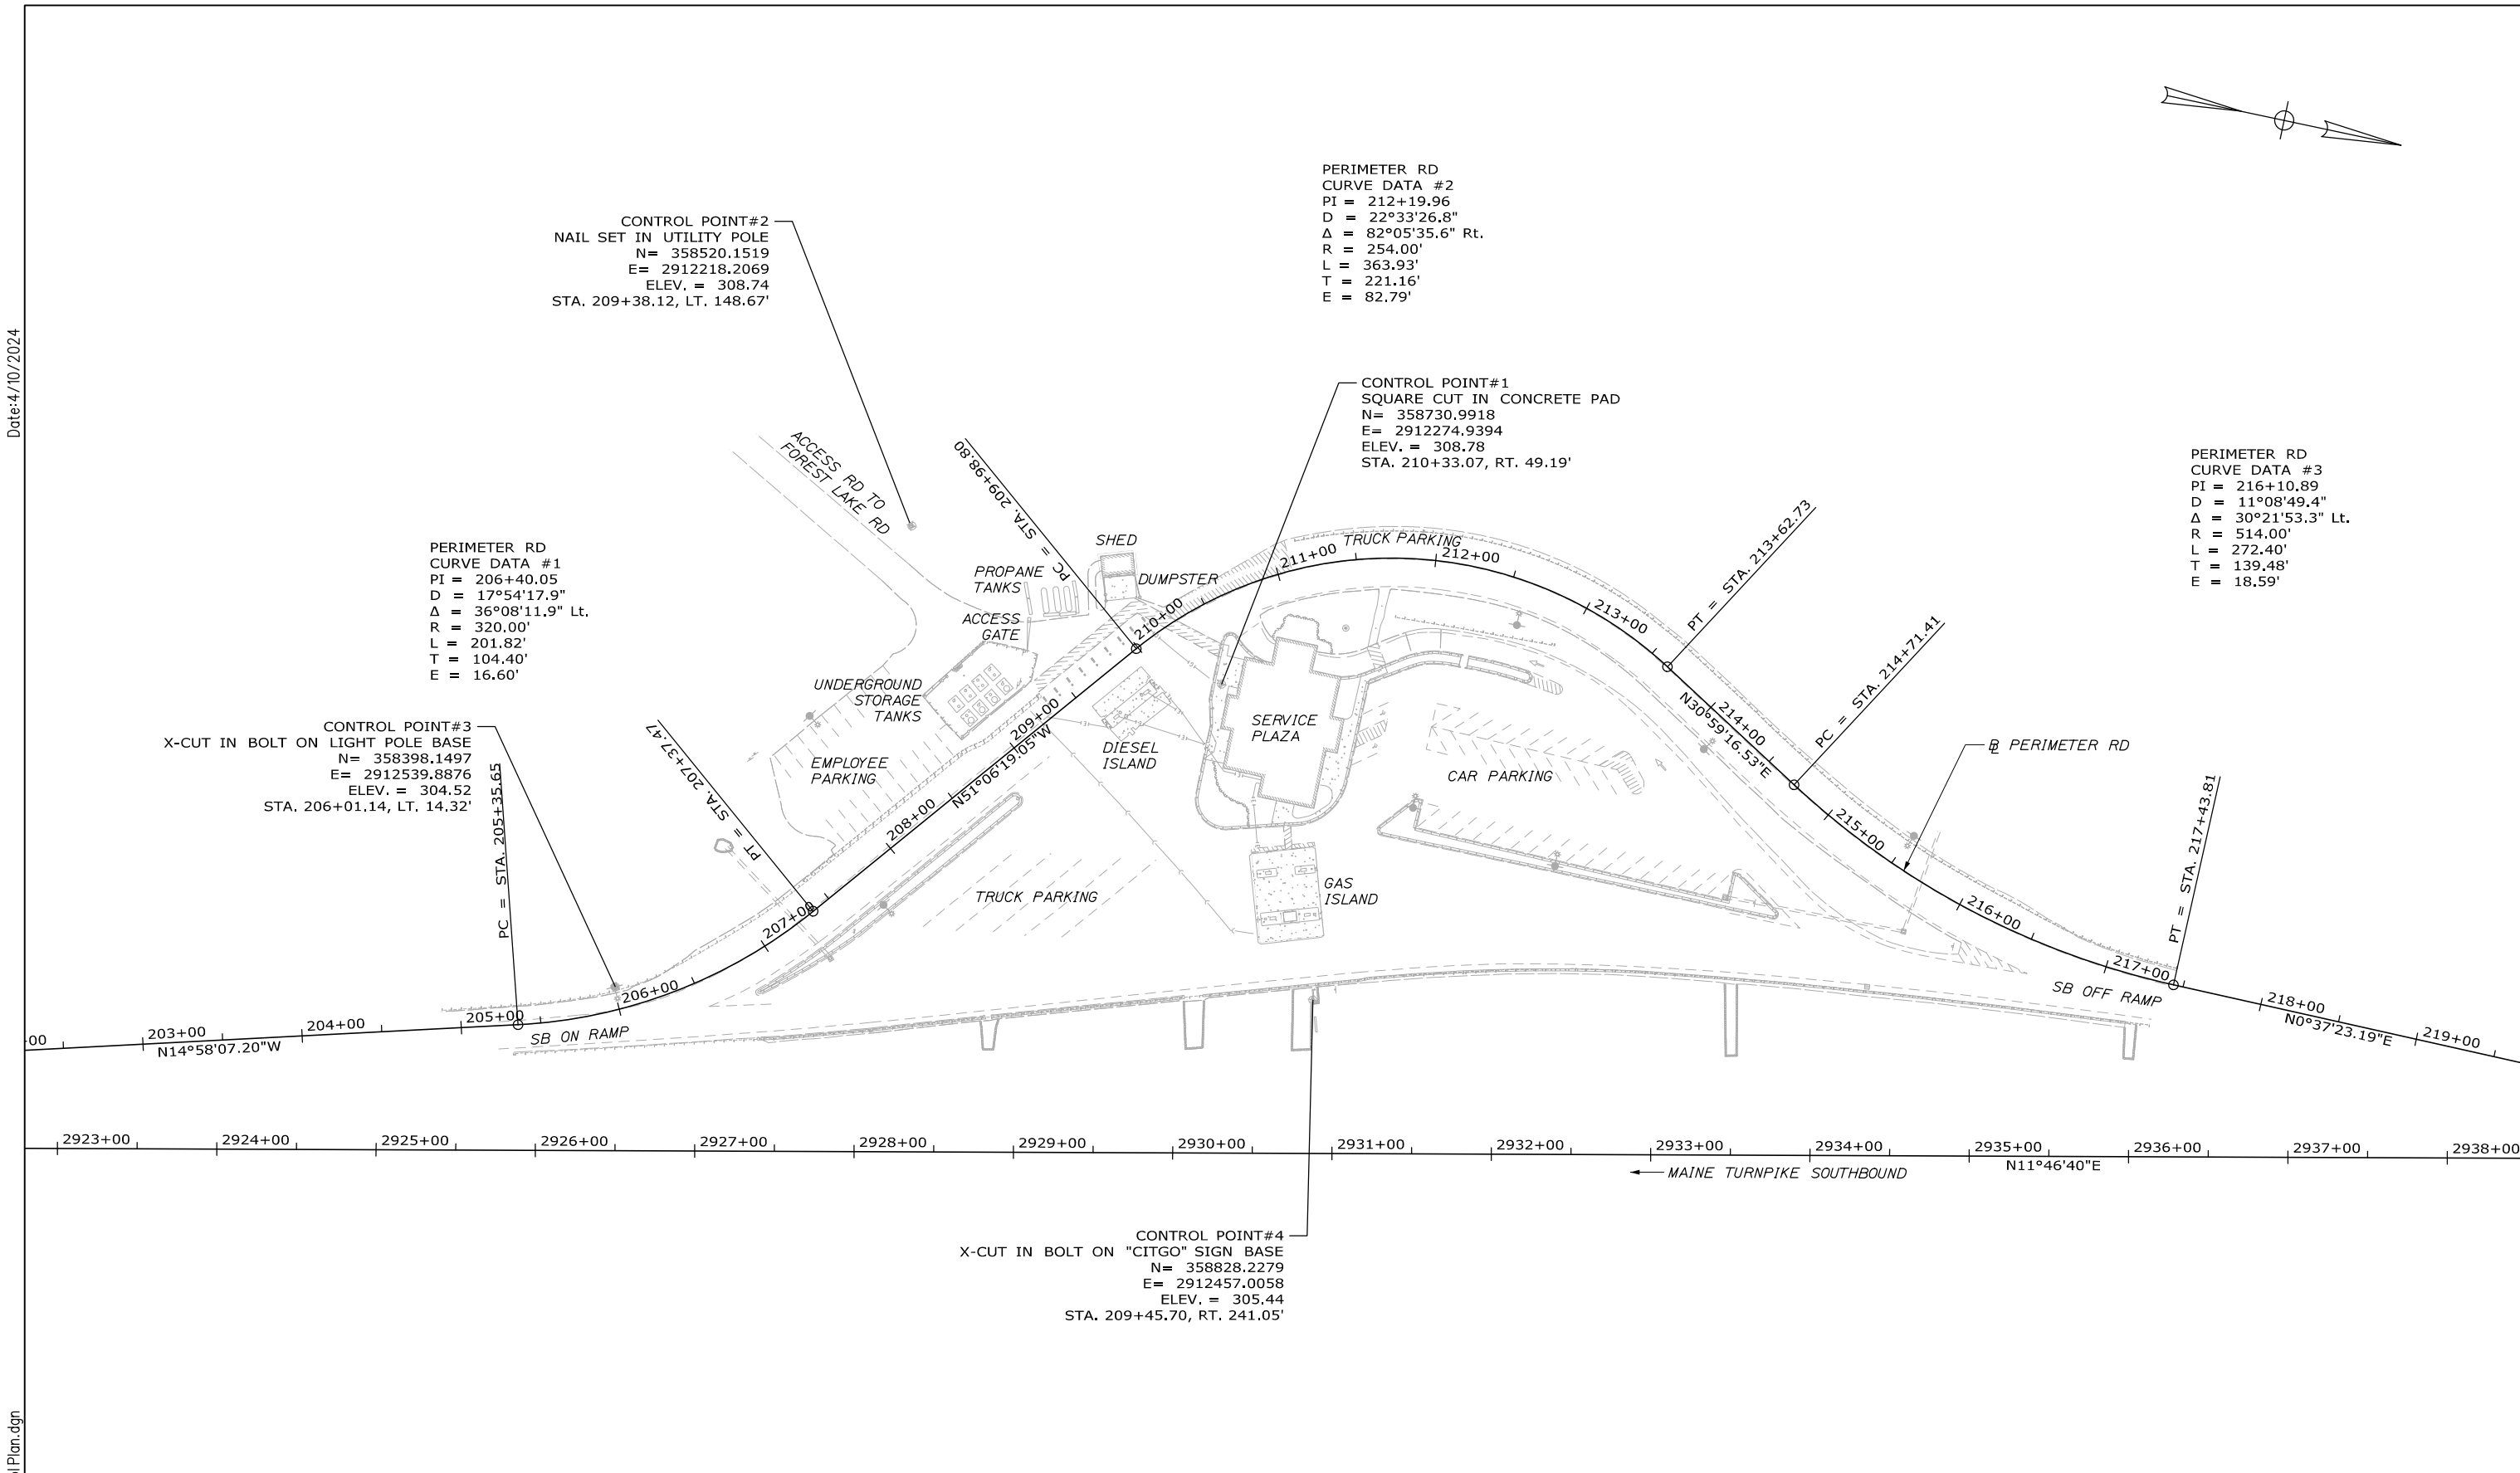 Date:4/10/2024
PERIMETER RD
CURVE DATA #2
PI = 212+19.96
D = 22°33'26.8"
Δ = 82°05'35.6" Rt.
R = 254.00'
L = 363.93'
T = 221.16'
E = 82.79'
CONTROL POINT#2
NAIL SET IN UTILITY POLE
N= 358520.1519
E= 2912218.2069
ELEV. = 308.74
STA. 209+38.12, LT. 148.67'
CONTROL POINT#1
SQUARE CUT IN CONCRETE PAD
N= 358730.9918
E= 2912274.9394
ELEV. = 308.78
STA. 210+33.07, RT. 49.19'
PERIMETER RD
CURVE DATA #3
PI = 216+10.89
D = 11°08'49.4"
Δ = 30°21'53.3" Lt.
R = 514.00'
L = 272.40'
T = 139.48'
E = 18.59'
PERIMETER RD
CURVE DATA #1
PI = 206+40.05
D = 17°54'17.9"
Δ = 36°08'11.9" Lt.
R = 320.00'
L = 201.82'
T = 104.40'
E = 16.60'
ACCESS RD TO
FOREST LAKE RD
PC = STA. 209+98.80
SHED
PROPANE
TANKS
DUMPSTER
ACCESS
GATE
UNDERGROUND
STORAGE
TANKS
TRUCK PARKING
210+00
211+00
212+00
213+00
PT = STA. 213+62.73
PC = STA. 214+71.41
214+00
N30°59'16.53"E
CONTROL POINT#3
X-CUT IN BOLT ON LIGHT POLE BASE
N= 358398.1497
E= 2912539.8876
ELEV. = 304.52
STA. 206+01.14, LT. 14.32'
PC = STA. 205+35.65
PT = STA. 207+37.47
EMPLOYEE
PARKING
209+00
N51°06'19.05"W
208+00
207+00
DIESEL
ISLAND
SERVICE
PLAZA
CAR PARKING
BL PERIMETER RD
215+00
216+00
PT = STA. 217+43.81
TRUCK PARKING
GAS
ISLAND
217+00
SB OFF RAMP
218+00
N0°37'23.19"E
219+00
00
203+00
N14°58'07.20"W
204+00
205+00
206+00
SB ON RAMP
2923+00
2924+00
2925+00
2926+00
2927+00
2928+00
2929+00
2930+00
2931+00
2932+00
2933+00
2934+00
2935+00
2936+00
2937+00
2938+00
MAINE TURNPIKE SOUTHBOUND
N11°46'40"E
CONTROL POINT#4
X-CUT IN BOLT ON "CITGO" SIGN BASE
N= 358828.2279
E= 2912457.0058
ELEV. = 305.44
STA. 209+45.70, RT. 241.05'
Plan.dgn